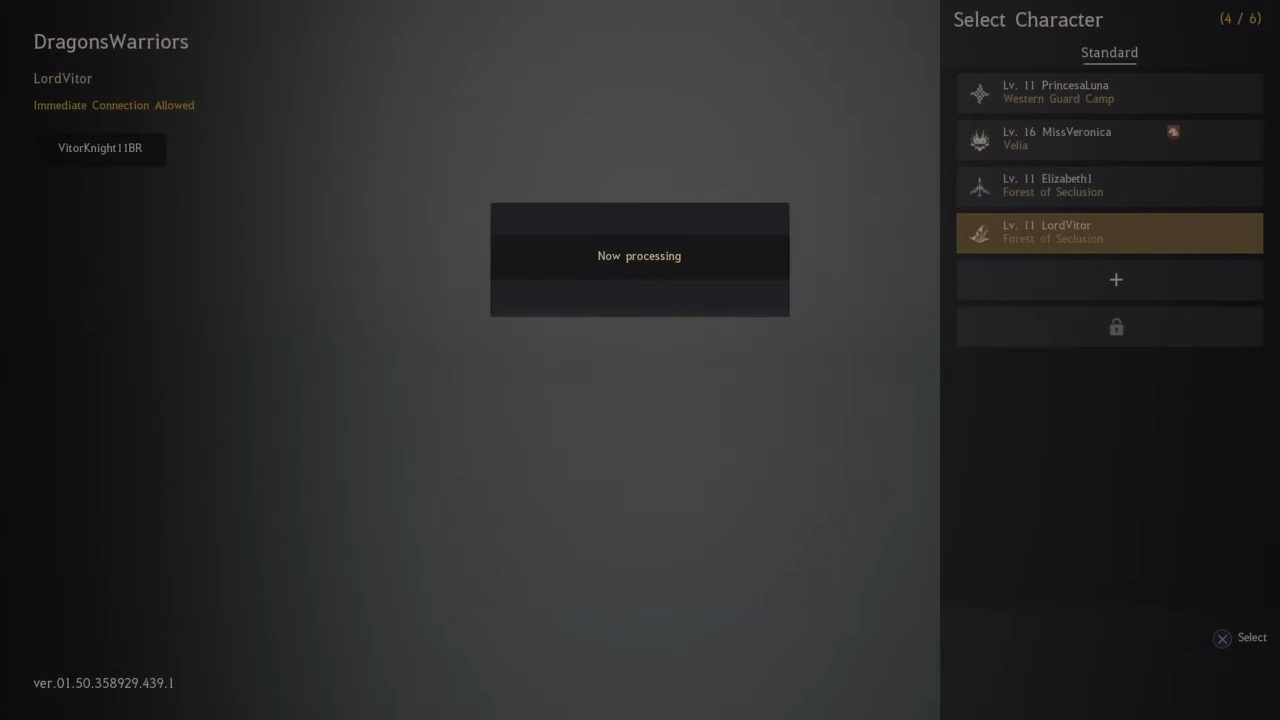 DragonsWarriors
LordVitor
Immediate Connection Allowed
VitorKnight11BR
Now processing
Select Character
(4 / 6)
Standard
Lv. 11 PrincesaLuna
Western Guard Camp
Lv. 16 MissVeronica
Velia
Lv. 11 Elizabeth1
Forest of Seclusion
Lv. 11 LordVitor
Forest of Seclusion
+
Select
ver.01.50.358929.439.1